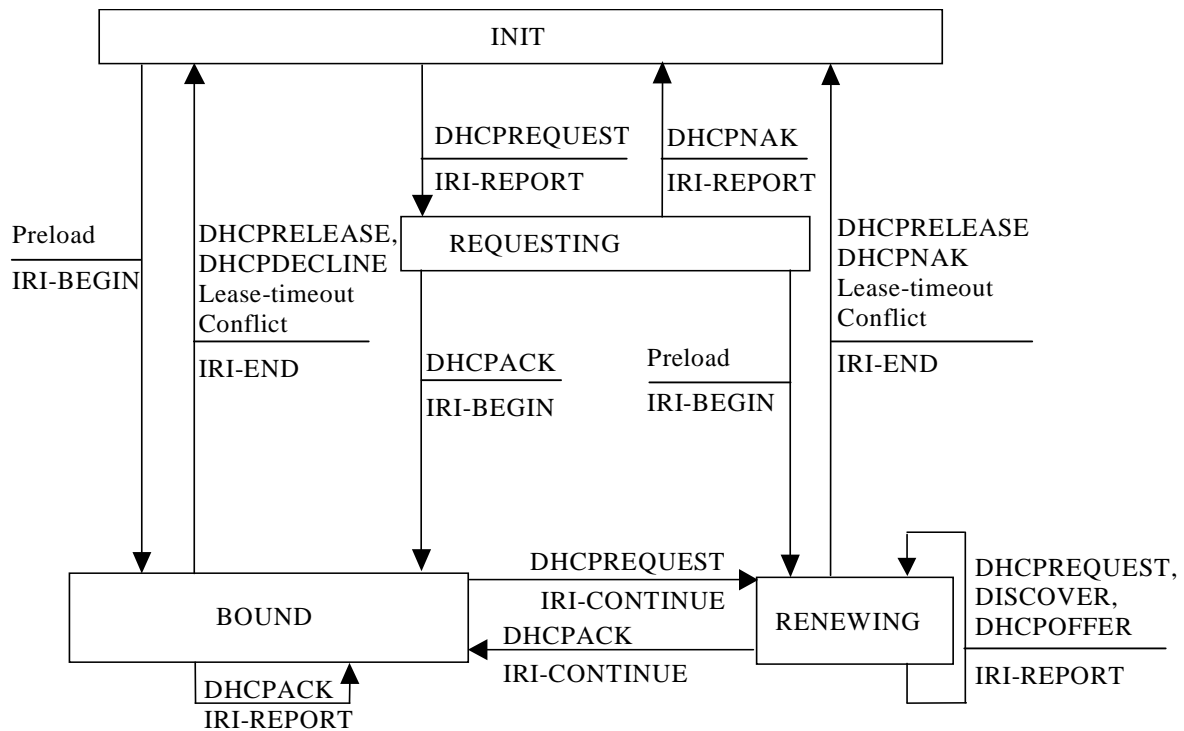 INIT
DHCPREQUEST
IRI-REPORT
DHCPNAK
IRI-REPORT
Preload
IRI-BEGIN
DHCPRELEASE,
DHCPDECLINE
Lease-timeout
Conflict
IRI-END
REQUESTING
DHCPRELEASE
DHCPNAK
Lease-timeout
Conflict
IRI-END
DHCPACK
IRI-BEGIN
Preload
IRI-BEGIN
BOUND
DHCPREQUEST
IRI-CONTINUE
DHCPACK
IRI-CONTINUE
RENEWING
DHCPREQUEST,
DISCOVER,
DHCPOFFER
IRI-REPORT
DHCPACK
IRI-REPORT